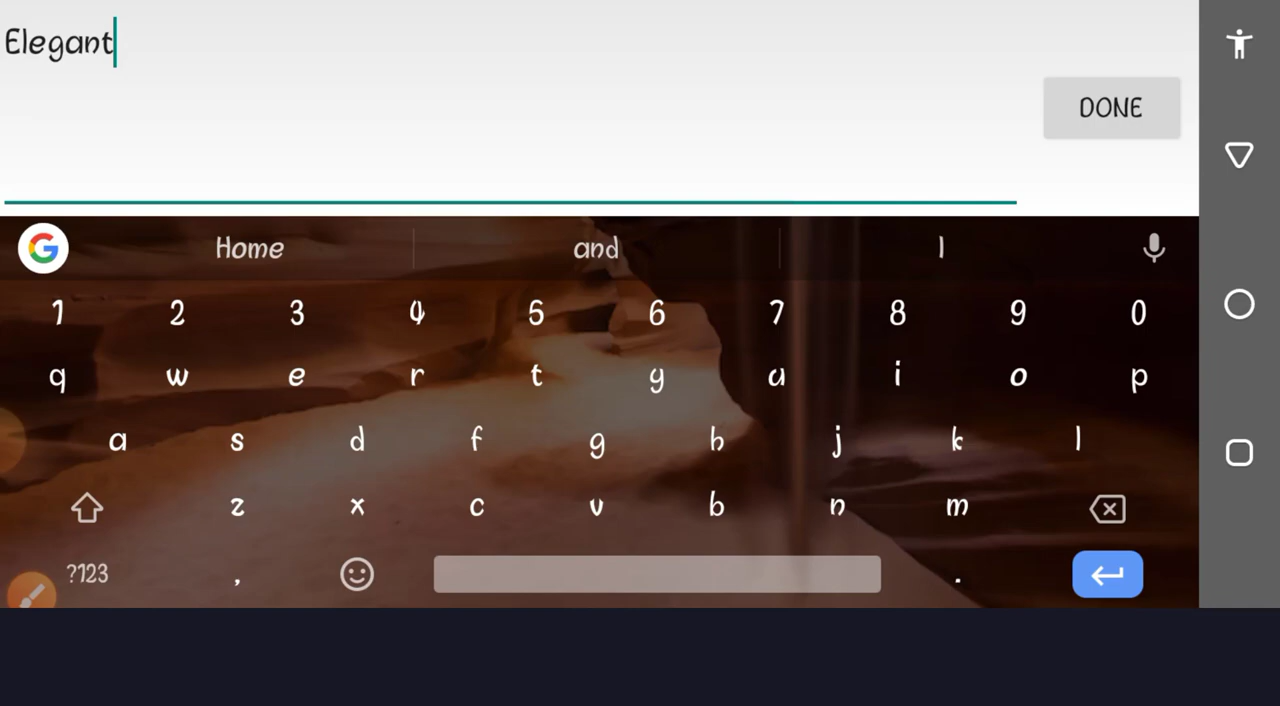 Elegant
DONE
Home and I
1 2 3 4 5 6 7 8 9 0
q w e r t y u i o p
a s d f g h j k l
z x c v b n m
?123 , .